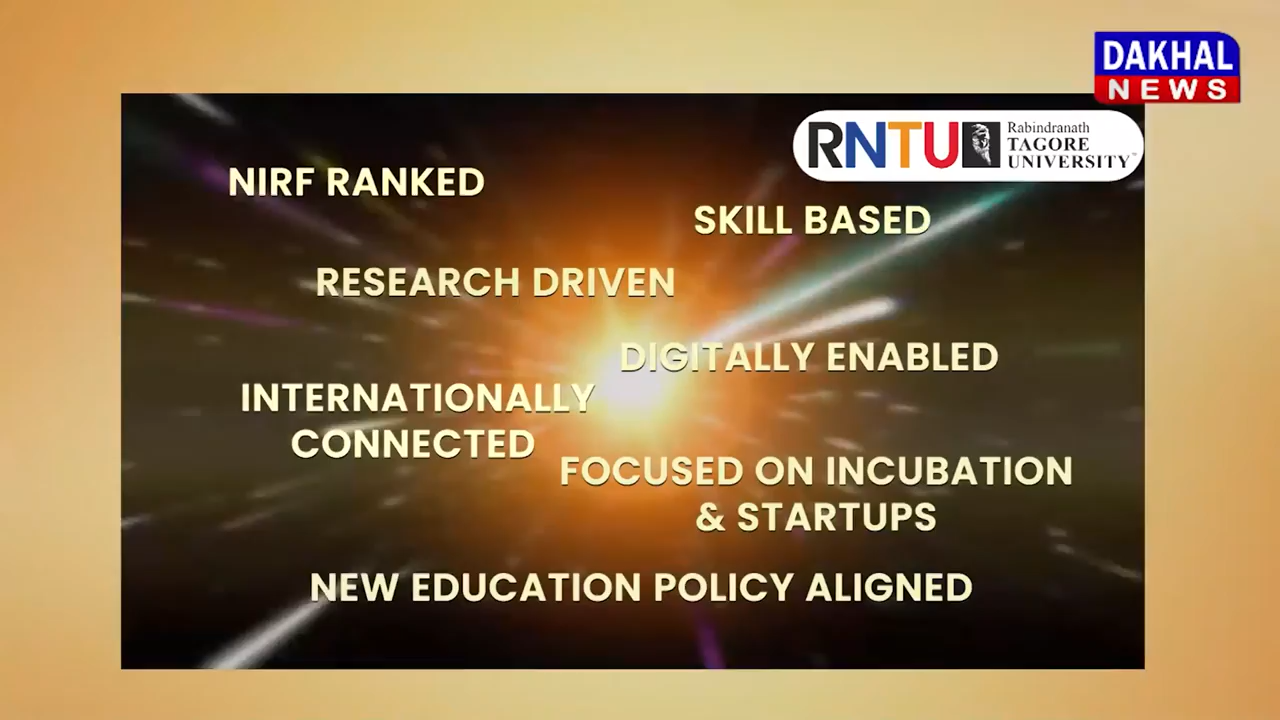 DAKHAL
NEWS
RNTU
Rabindranath
TAGORE
UNIVERSITY™
NIRF RANKED
SKILL BASED
RESEARCH DRIVEN
DIGITALLY ENABLED
INTERNATIONALLY
CONNECTED
FOCUSED ON INCUBATION
& STARTUPS
NEW EDUCATION POLICY ALIGNED